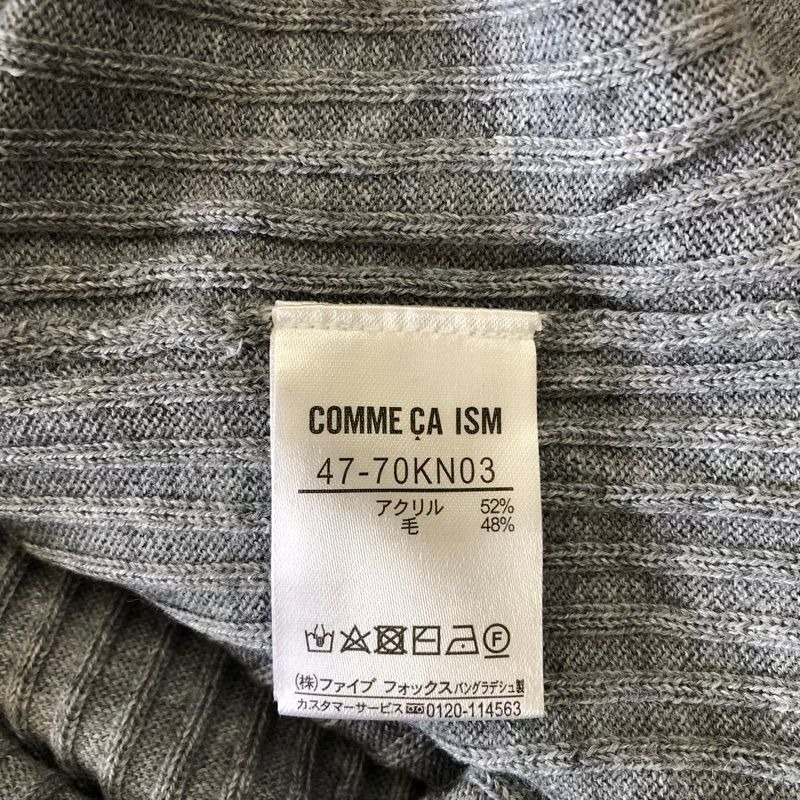 COMME ÇA ISM
47-70KN03
アクリル 52%
毛 48%
F
(株)ファイブ フォックス バングラデシュ製
カスタマーサービス 0120-114563